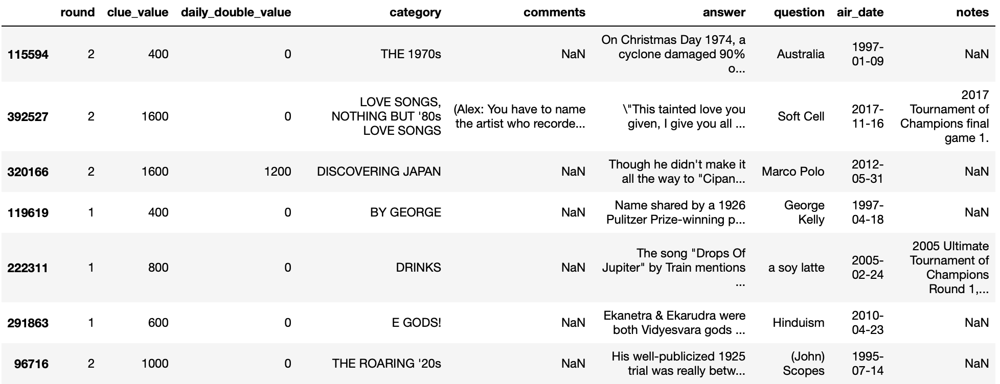 round clue_value daily_double_value category comments answer question air_date notes
115594 2 400 0 THE 1970s NaN On Christmas Day 1974, a cyclone damaged 90% o... Australia 1997-01-09 NaN
392527 2 1600 0 LOVE SONGS, NOTHING BUT '80s LOVE SONGS (Alex: You have to name the artist who recorde... \"This tainted love you given, I give you all ... Soft Cell 2017-11-16 2017 Tournament of Champions final game 1.
320166 2 1600 1200 DISCOVERING JAPAN NaN Though he didn't make it all the way to "Cipan... Marco Polo 2012-05-31 NaN
119619 1 400 0 BY GEORGE NaN Name shared by a 1926 Pulitzer Prize-winning p... George Kelly 1997-04-18 NaN
222311 1 800 0 DRINKS NaN The song "Drops Of Jupiter" by Train mentions ... a soy latte 2005-02-24 2005 Ultimate Tournament of Champions Round 1,...
291863 1 600 0 E GODS! NaN Ekanetra & Ekarudra were both Vidyesvara gods ... Hinduism 2010-04-23 NaN
96716 2 1000 0 THE ROARING '20s NaN His well-publicized 1925 trial was really betw... (John) Scopes 1995-07-14 NaN